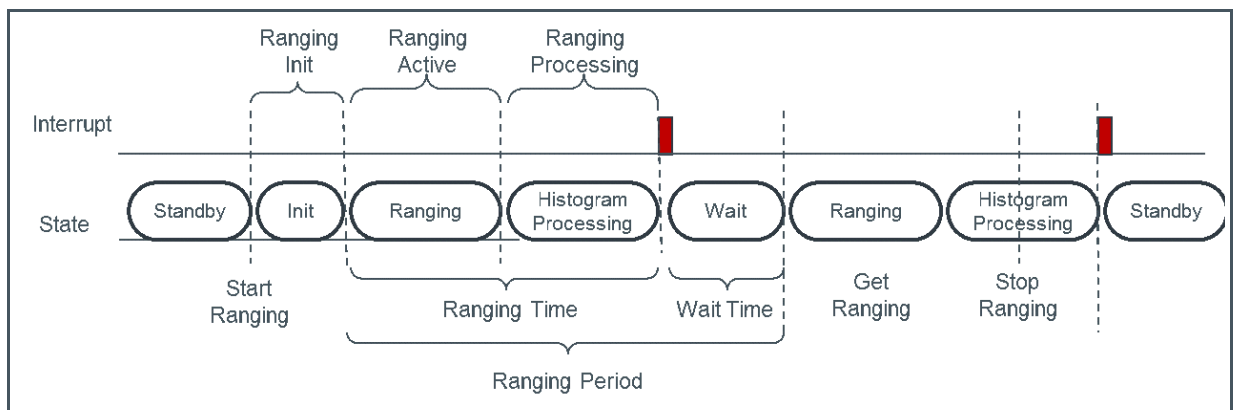 Ranging
Init
Ranging
Active
Ranging
Processing
Interrupt
State
Standby
Init
Ranging
Histogram
Processing
Wait
Ranging
Histogram
Processing
Standby
Start
Ranging
Ranging Time
Wait Time
Get
Ranging
Stop
Ranging
Ranging Period